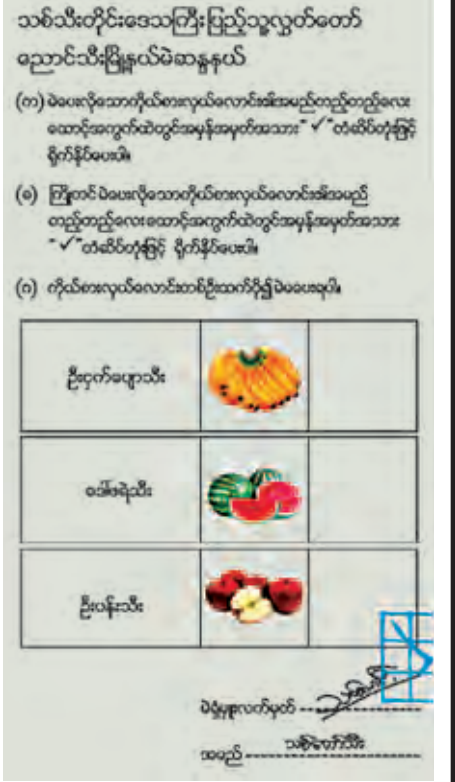 သစ်သီးတိုင်းဒေသကြီးပြည်သူ့လွှတ်တော်
ညောင်သီးမြို့နယ်မဲဆန္ဒနယ်
(က) မဲပေးလိုသောကိုယ်စားလှယ်လောင်း၏အမည်တည့်တည့်လေး
ထောင့်အကွက်ထဲတွင်အမှန်အမှတ်အသား" ✓ "တံဆိပ်တုံးဖြင့်
ရိုက်နှိပ်ပေးပါ။
(ခ) ကြိုတင်မဲပေးလိုသောကိုယ်စားလှယ်လောင်း၏အမည်
တည့်တည့်လေးထောင့်အကွက်ထဲတွင်အမှန်အမှတ်အသား
" ✓ "တံဆိပ်တုံးဖြင့် ရိုက်နှိပ်ပေးပါ။
(ဂ) ကိုယ်စားလှယ်လောင်းတစ်ဦးထက်ပို၍မဲမပေးရပါ။
ဦးငှက်ပျောသီး
ဒေါ်ဖရဲသီး
ဦးပန်းသီး
မဲရုံမှူးလက်မှတ်
အမည် သစ်တော်သီး